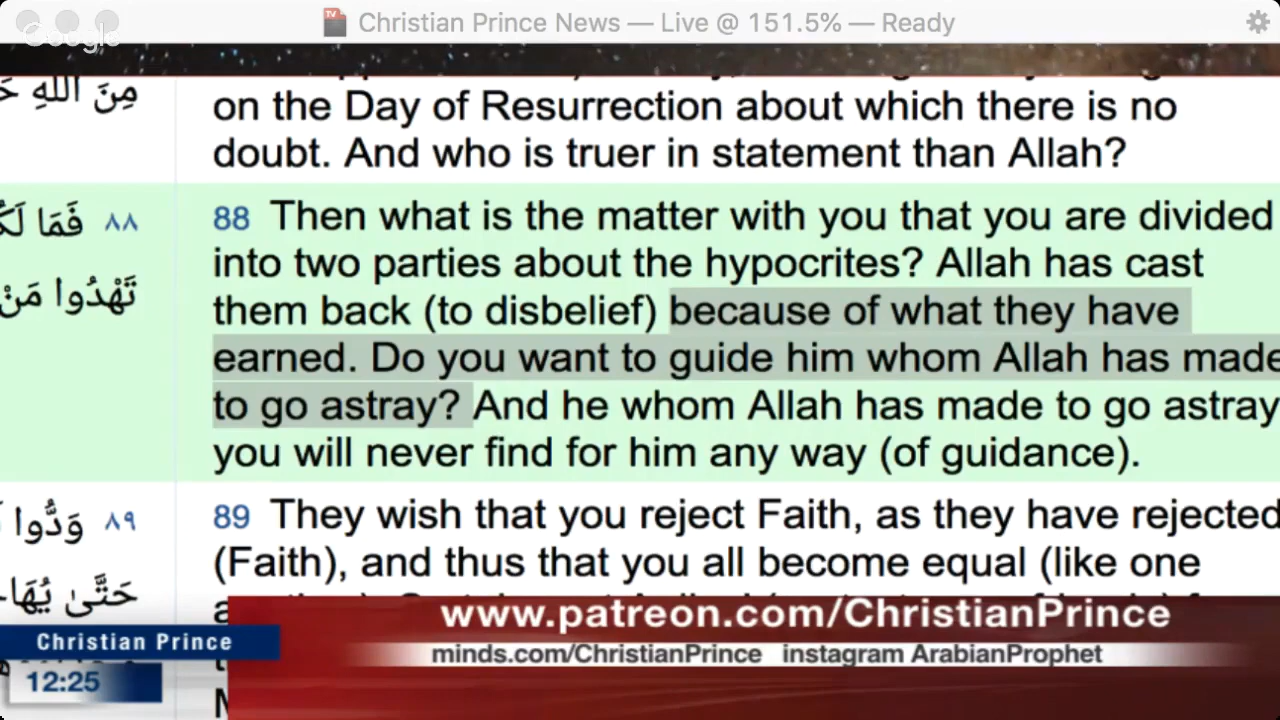 Christian Prince News — Live @ 151.5% — Ready
Google
مِنَ اللَّهِ
on the Day of Resurrection about which there is no
doubt. And who is truer in statement than Allah?
٨٨ فَمَا
88 Then what is the matter with you that you are divided
into two parties about the hypocrites? Allah has cast
تَهْدُوا مَنْ
them back (to disbelief) because of what they have
earned. Do you want to guide him whom Allah has made
to go astray? And he whom Allah has made to go astray
you will never find for him any way (of guidance).
٨٩ وَدُّوا
89 They wish that you reject Faith, as they have rejected
(Faith), and thus that you all become equal (like one
حَتَّىٰ
www.patreon.com/ChristianPrince
Christian Prince
minds.com/ChristianPrince instagram ArabianProphet
12:25